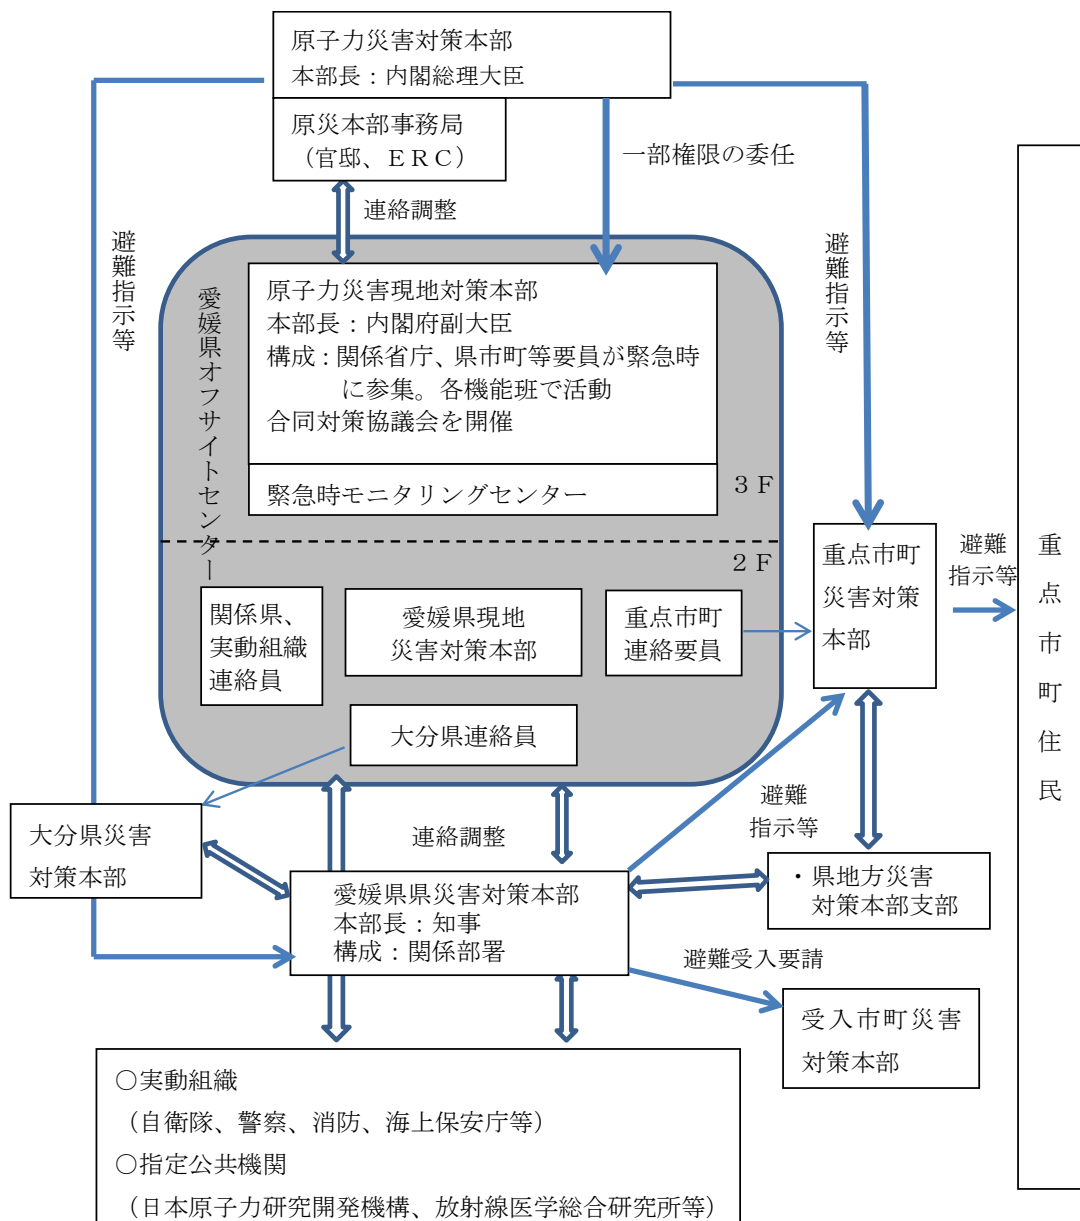 原子力災害対策本部
本部長：内閣総理大臣
原災本部事務局
（官邸、ＥＲＣ）
一部権限の委任
連絡調整
避難指示等
避難指示等
愛媛県オフサイトセンター
原子力災害現地対策本部
本部長：内閣府副大臣
構成：関係省庁、県市町等要員が緊急時
に参集。各機能班で活動
合同対策協議会を開催
緊急時モニタリングセンター
３Ｆ
２Ｆ
関係県、
実動組織
連絡員
愛媛県現地
災害対策本部
重点市町
連絡要員
重点市町
災害対策
本部
避難
指示等
重点市町住民
大分県連絡員
大分県災害
対策本部
連絡調整
避難
指示等
愛媛県県災害対策本部
本部長：知事
構成：関係部署
・県地方災害
対策本部支部
避難受入要請
受入市町災害
対策本部
○実動組織
（自衛隊、警察、消防、海上保安庁等）
○指定公共機関
（日本原子力研究開発機構、放射線医学総合研究所等）